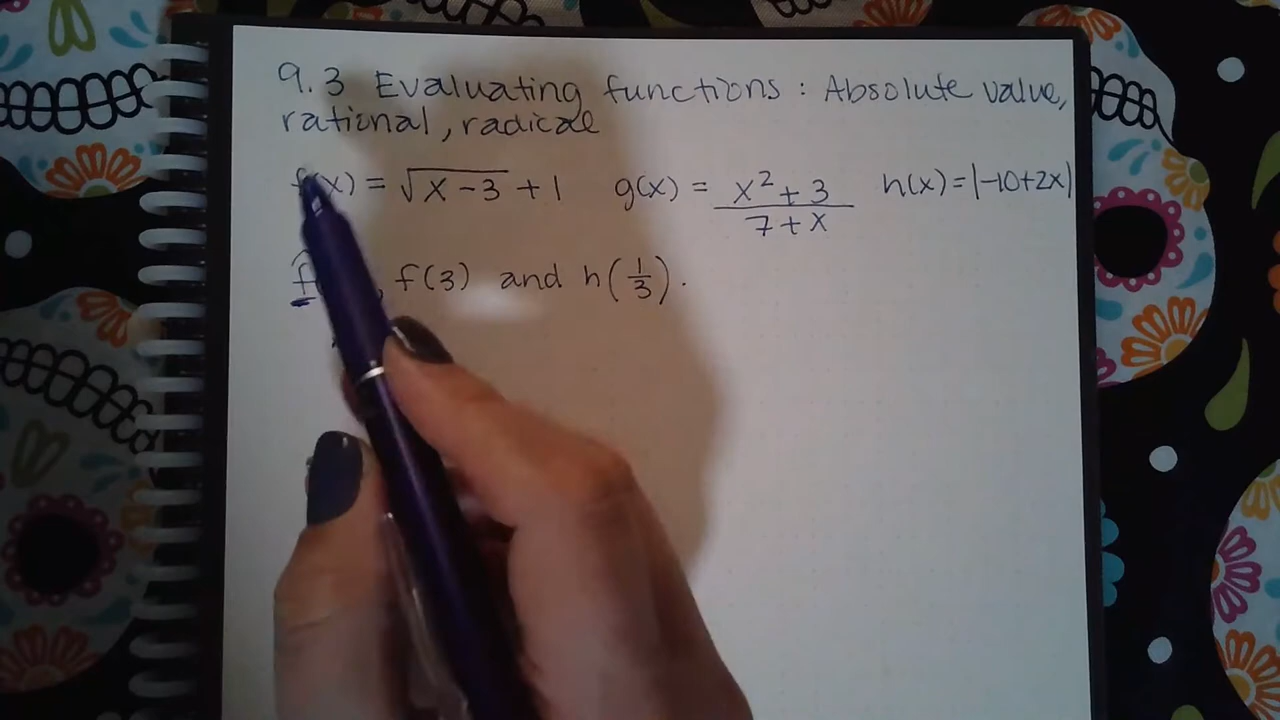 9.3 Evaluating functions: Absolute value,
rational, radical
f(x) = √(x-3) + 1 g(x) = (x² + 3)/(7 + x) h(x) = |-10+2x|
f , f(3) and h(1/3).